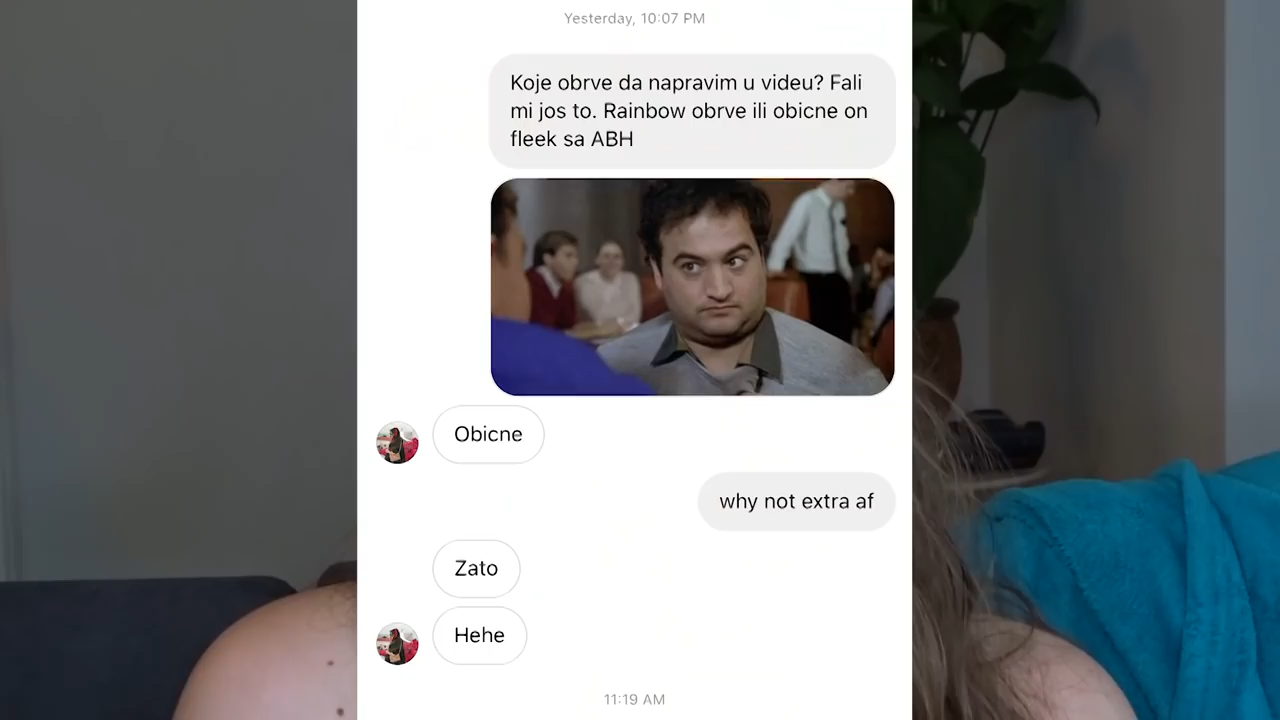 Yesterday, 10:07 PM
Koje obrve da napravim u videu? Fali
mi jos to. Rainbow obrve ili obicne on
fleek sa ABH
Obicne
why not extra af
Zato
Hehe
11:19 AM